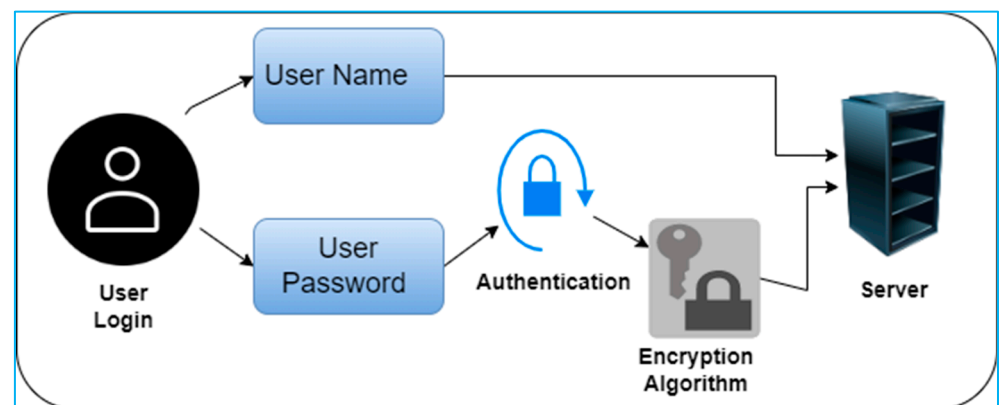 User Name
User
Password
User
Login
Authentication
Encryption
Algorithm
Server